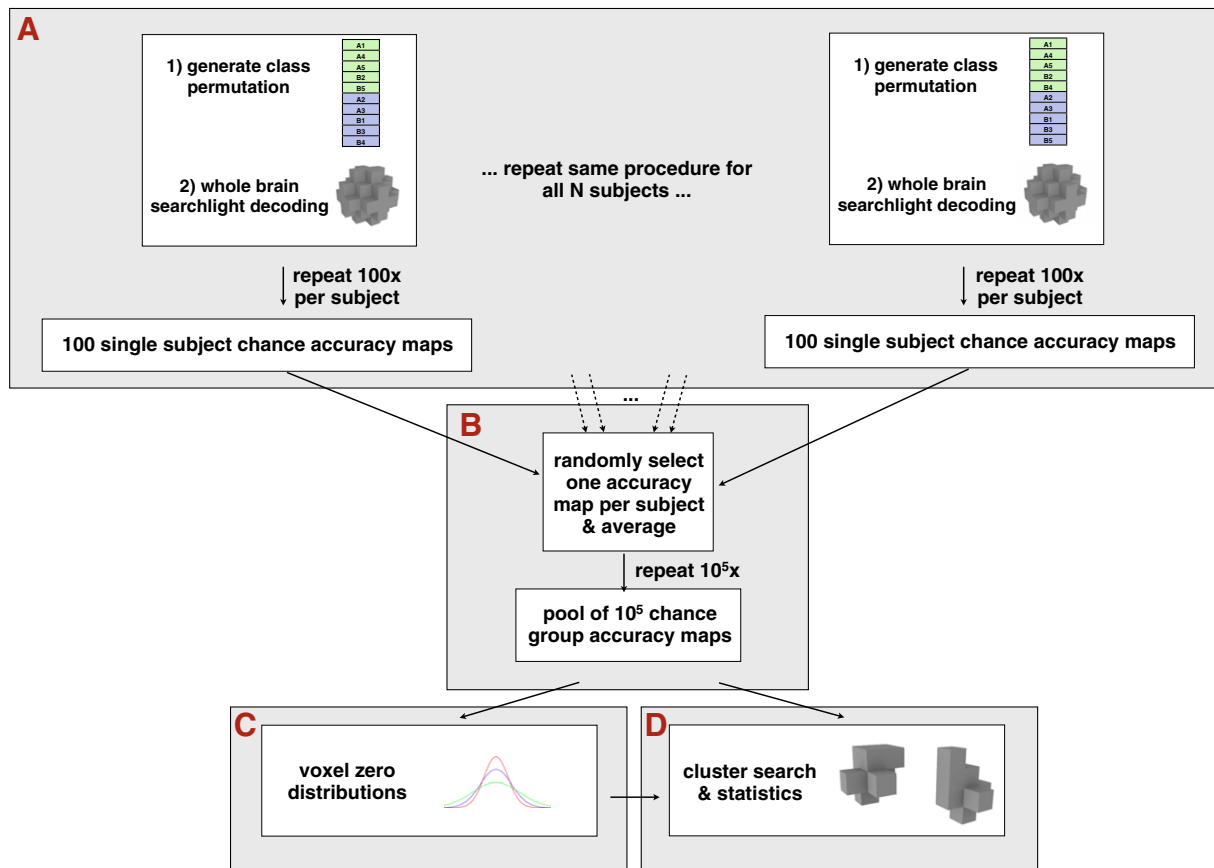 A
1) generate class
permutation
A1
A4
A5
B2
B5
A2
A3
B1
B3
B4
2) whole brain
searchlight decoding
repeat 100x
per subject
100 single subject chance accuracy maps
... repeat same procedure for
all N subjects ...
1) generate class
permutation
A1
A4
A5
B2
B4
A2
A3
B1
B3
B5
2) whole brain
searchlight decoding
repeat 100x
per subject
100 single subject chance accuracy maps
...
B
randomly select
one accuracy
map per subject
& average
repeat 10⁵x
pool of 10⁵ chance
group accuracy maps
C
voxel zero
distributions
D
cluster search
& statistics